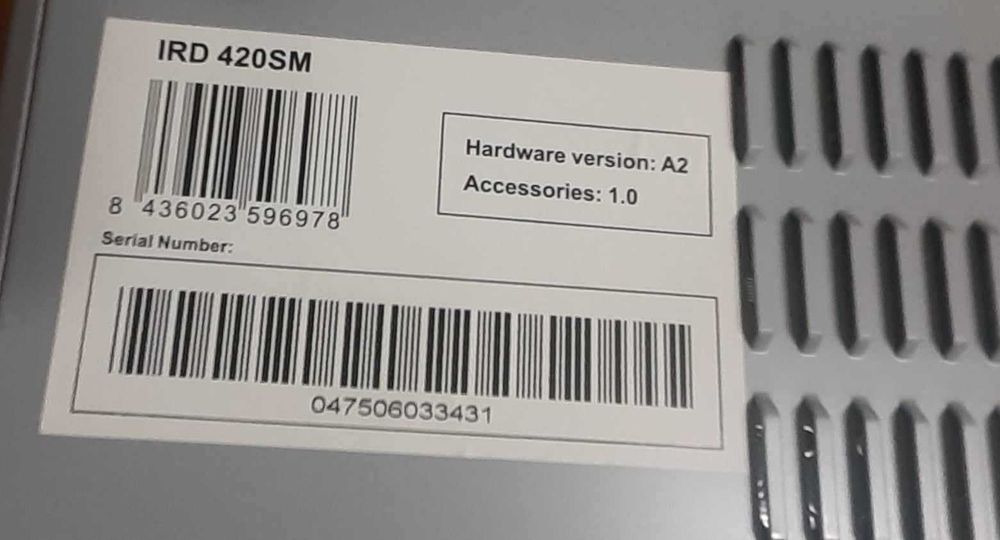 IRD 420SM
8 436023 596978
Hardware version: A2
Accessories: 1.0
Serial Number:
047506033431